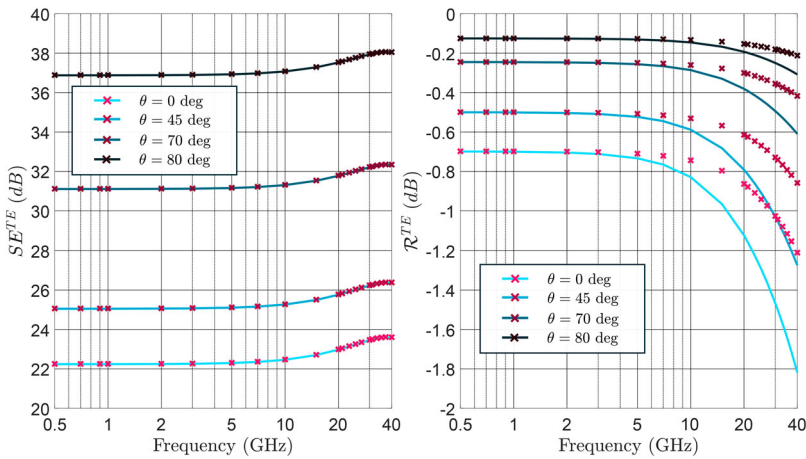 40
38
36
34
32
30
28
26
24
22
20
SE^{TE} (dB)
θ = 0 deg
θ = 45 deg
θ = 70 deg
θ = 80 deg
0.5 1 2 5 10 20 40
Frequency (GHz)
0
-0.2
-0.4
-0.6
-0.8
-1
-1.2
-1.4
-1.6
-1.8
-2
ℛ^{TE} (dB)
θ = 0 deg
θ = 45 deg
θ = 70 deg
θ = 80 deg
0.5 1 2 5 10 20 40
Frequency (GHz)